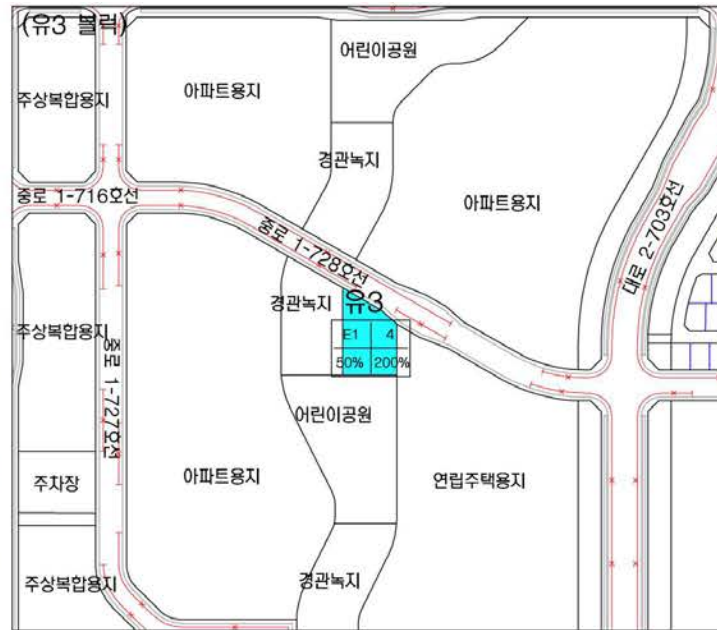 (유3 블럭)
어린이공원
아파트용지
주상복합용지
경관녹지
중로 1-716호선
아파트용지
대로 2-703호선
중로 1-728호선
경관녹지
유3
주상복합용지
중로 1-727호선
E1 4
50% 200%
어린이공원
주차장
아파트용지
연립주택용지
주상복합용지
경관녹지